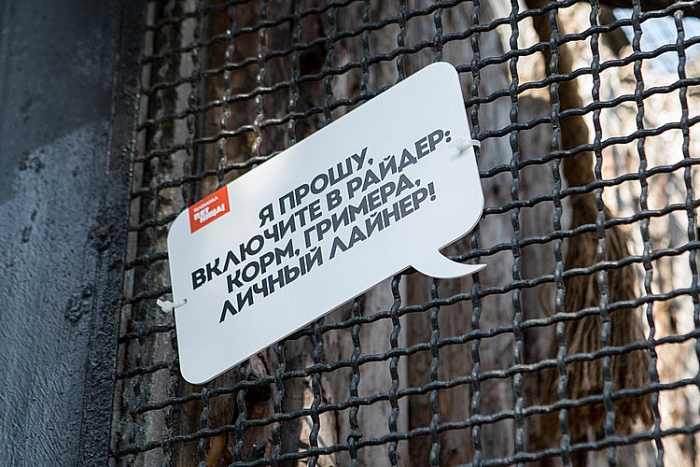 Я ПРОШУ,
ВКЛЮЧИТЕ В РАЙДЕР:
КОРМ, ГРИМЕРА,
ЛИЧНЫЙ ЛАЙНЕР!